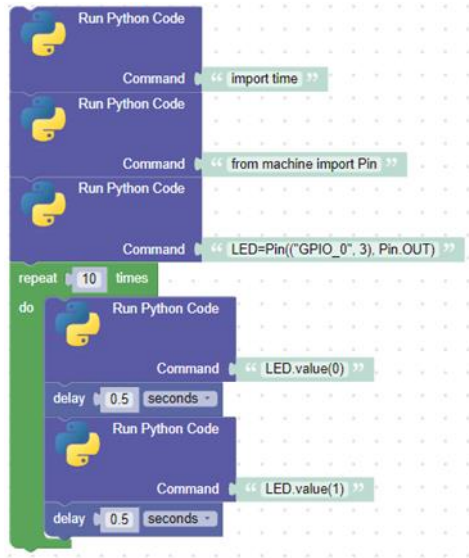 Run Python Code
Command “ import time ”
Run Python Code
Command “ from machine import Pin ”
Run Python Code
Command “ LED=Pin(("GPIO_0", 3), Pin.OUT) ”
repeat 10 times
do
Run Python Code
Command “ LED.value(0) ”
delay 0.5 seconds
Run Python Code
Command “ LED.value(1) ”
delay 0.5 seconds